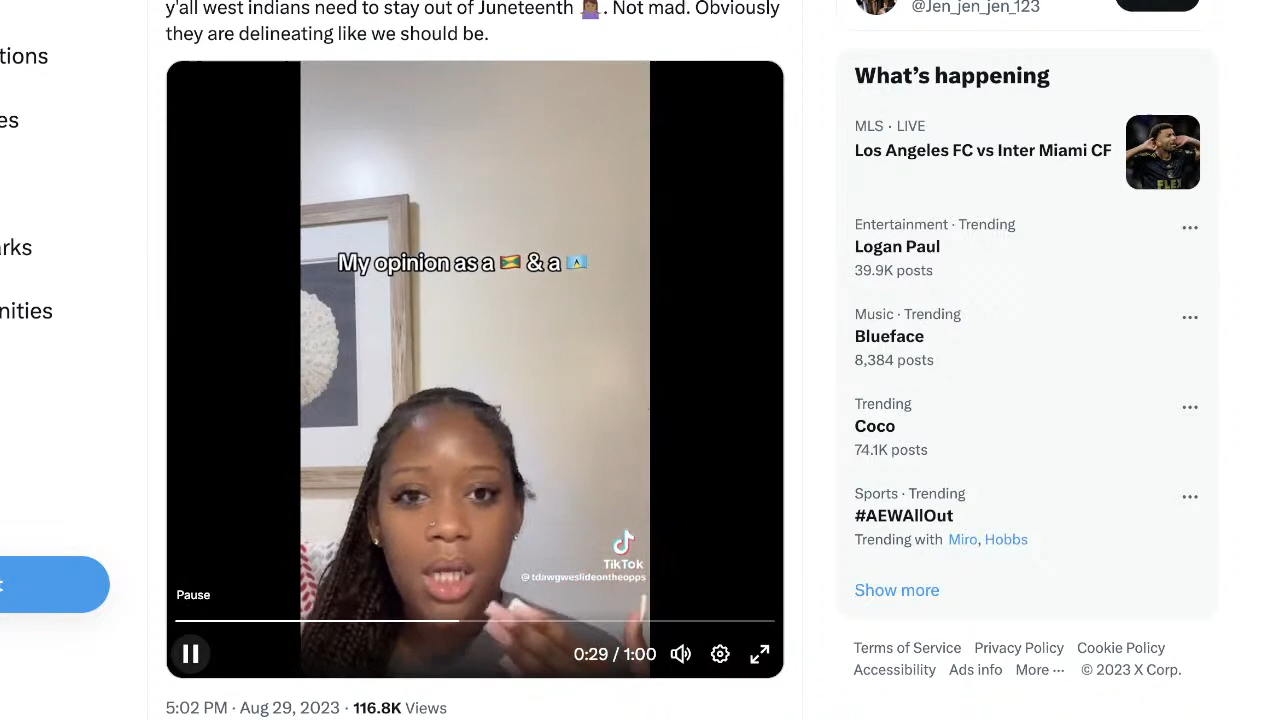 y'all west indians need to stay out of Juneteenth 🤷🏽‍♀️. Not mad. Obviously
they are delineating like we should be.
My opinion as a 🇬🇩 & a 🇱🇨
TikTok
@tdawgweslideontheopps
Pause
0:29 / 1:00
5:02 PM · Aug 29, 2023 · 116.8K Views
tions
es
arks
nities
t
@Jen_jen_jen_123
What's happening
MLS · LIVE
Los Angeles FC vs Inter Miami CF
FLEX
Entertainment · Trending
Logan Paul
39.9K posts
Music · Trending
Blueface
8,384 posts
Trending
Coco
74.1K posts
Sports · Trending
#AEWAllOut
Trending with Miro, Hobbs
Show more
Terms of Service Privacy Policy Cookie Policy
Accessibility Ads info More ··· © 2023 X Corp.